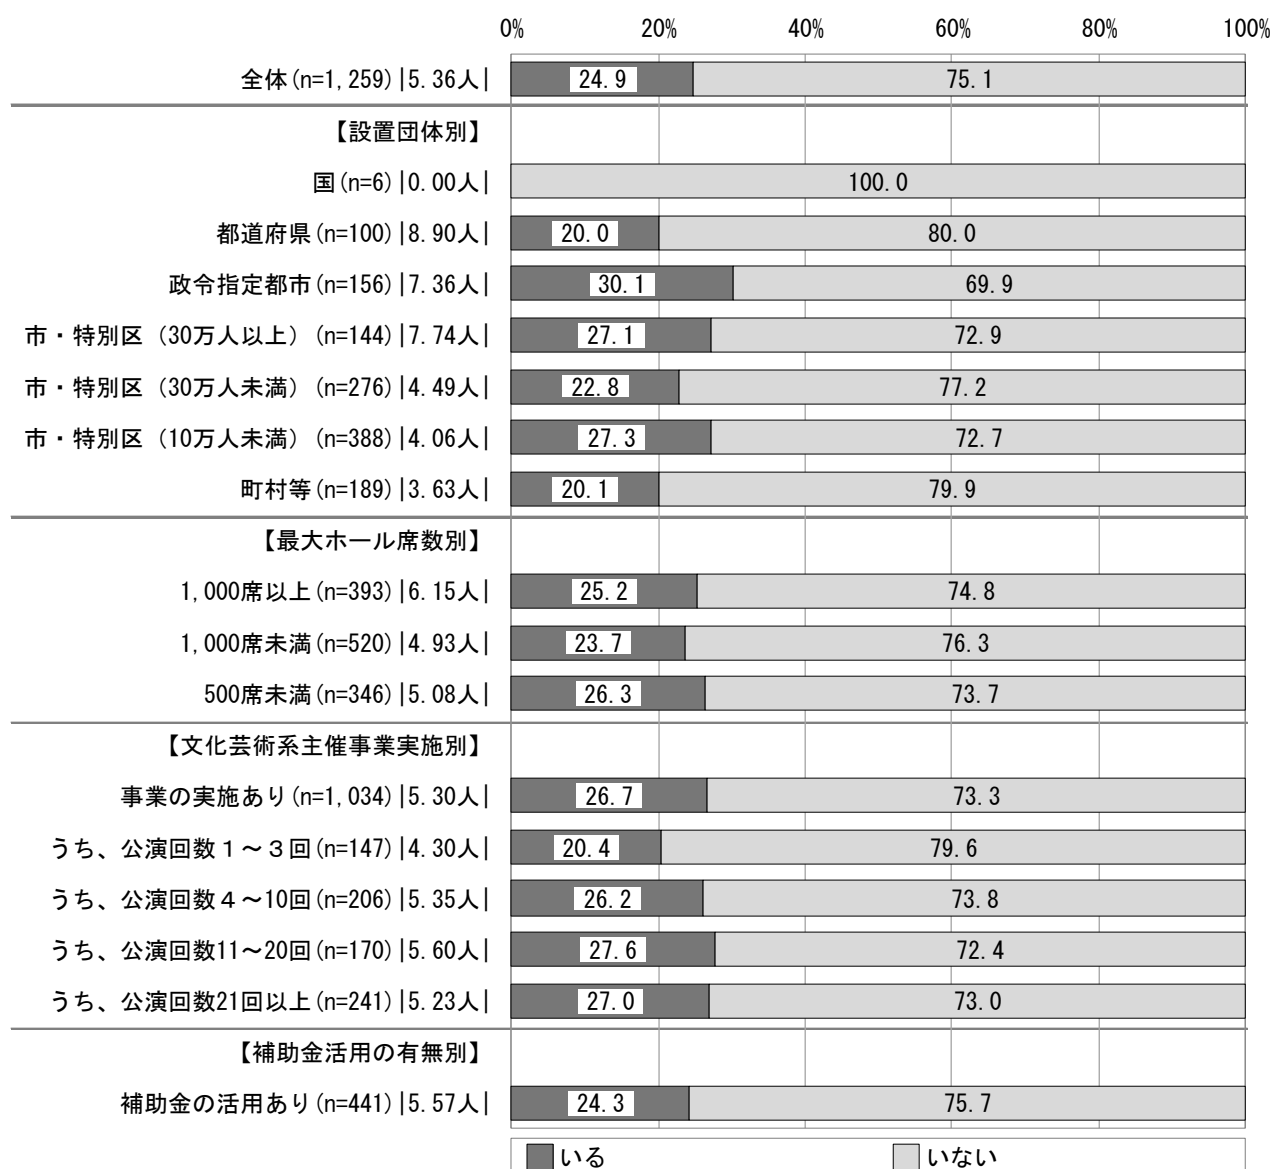 0% 20% 40% 60% 80% 100%
全体(n=1,259)|5.36人| 24.9 75.1
【設置団体別】
国(n=6)|0.00人| 100.0
都道府県(n=100)|8.90人| 20.0 80.0
政令指定都市(n=156)|7.36人| 30.1 69.9
市・特別区（30万人以上）(n=144)|7.74人| 27.1 72.9
市・特別区（30万人未満）(n=276)|4.49人| 22.8 77.2
市・特別区（10万人未満）(n=388)|4.06人| 27.3 72.7
町村等(n=189)|3.63人| 20.1 79.9
【最大ホール席数別】
1,000席以上(n=393)|6.15人| 25.2 74.8
1,000席未満(n=520)|4.93人| 23.7 76.3
500席未満(n=346)|5.08人| 26.3 73.7
【文化芸術系主催事業実施別】
事業の実施あり(n=1,034)|5.30人| 26.7 73.3
うち、公演回数１～３回(n=147)|4.30人| 20.4 79.6
うち、公演回数４～10回(n=206)|5.35人| 26.2 73.8
うち、公演回数11～20回(n=170)|5.60人| 27.6 72.4
うち、公演回数21回以上(n=241)|5.23人| 27.0 73.0
【補助金活用の有無別】
補助金の活用あり(n=441)|5.57人| 24.3 75.7
いる いない